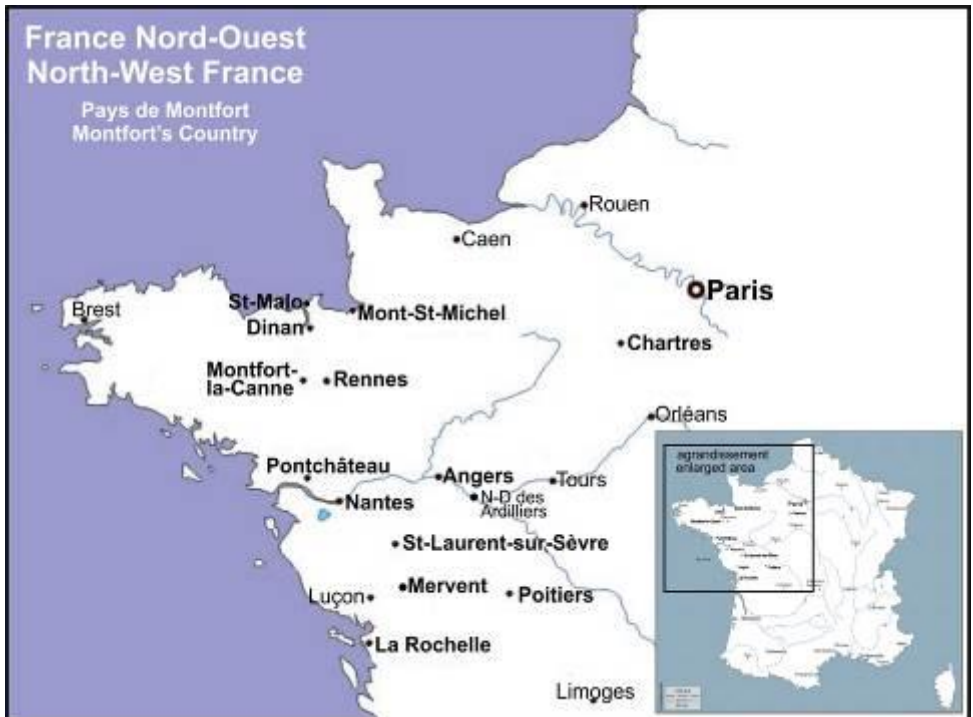 France Nord-Ouest
North-West France
Pays de Montfort
Montfort's Country
Rouen
Caen
Paris
Brest
St-Malo
Mont-St-Michel
Dinan
Chartres
Montfort-
la-Canne
Rennes
Orléans
agrandissement
enlarged area
Pontchâteau
Angers
Tours
N-D des
Ardilliers
Nantes
St-Laurent-sur-Sèvre
Mervent
Luçon
Poitiers
La Rochelle
Limoges